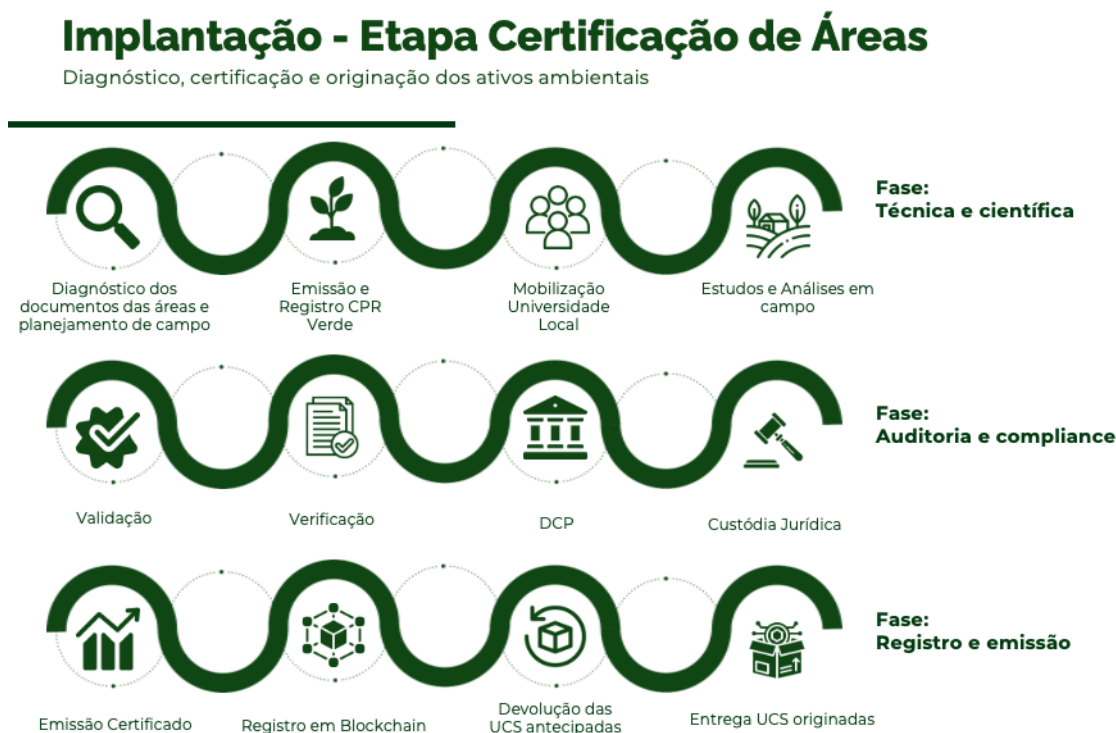 Implantação - Etapa Certificação de Áreas
Diagnóstico, certificação e originação dos ativos ambientais
Fase:
Técnica e científica
Diagnóstico dos
documentos das áreas e
planejamento de campo
Emissão e
Registro CPR
Verde
Mobilização
Universidade
Local
Estudos e Análises em
campo
Fase:
Auditoria e compliance
Validação
Verificação
DCP
Custódia Jurídica
Fase:
Registro e emissão
Emissão Certificado
Registro em Blockchain
Devolução das
UCS antecipadas
Entrega UCS originadas